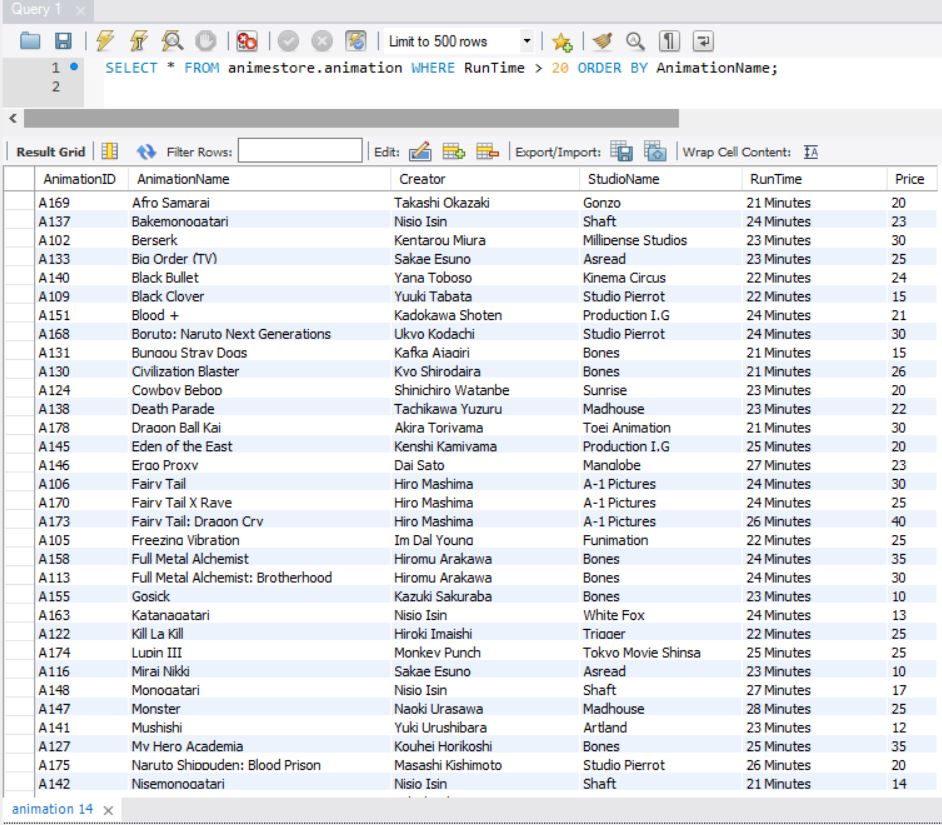 Query 1
Limit to 500 rows
1 SELECT * FROM animestore.animation WHERE RunTime > 20 ORDER BY AnimationName;
2
Result Grid Filter Rows: Edit: Export/Import: Wrap Cell Content:
AnimationID AnimationName Creator StudioName RunTime Price
A169 Afro Samarai Takashi Okazaki Gonzo 21 Minutes 20
A137 Bakemonogatari Nisio Isin Shaft 24 Minutes 23
A102 Berserk Kentarou Miura Millipense Studios 23 Minutes 30
A133 Big Order (TV) Sakae Esuno Asread 23 Minutes 25
A140 Black Bullet Yana Toboso Kinema Circus 22 Minutes 24
A109 Black Clover Yuuki Tabata Studio Pierrot 22 Minutes 15
A151 Blood + Kadokawa Shoten Production I.G 24 Minutes 21
A168 Boruto: Naruto Next Generations Ukyo Kodachi Studio Pierrot 24 Minutes 30
A131 Bungou Stray Dogs Kafka Ajagiri Bones 21 Minutes 15
A130 Civilization Blaster Kyo Shirodaira Bones 21 Minutes 26
A124 Cowboy Bebop Shinichiro Watanbe Sunrise 23 Minutes 20
A138 Death Parade Tachikawa Yuzuru Madhouse 23 Minutes 22
A178 Dragon Ball Kai Akira Toriyama Toei Animation 21 Minutes 30
A145 Eden of the East Kenshi Kamiyama Production I.G 25 Minutes 20
A146 Ergo Proxy Dai Sato Manglobe 27 Minutes 23
A106 Fairy Tail Hiro Mashima A-1 Pictures 24 Minutes 30
A170 Fairy Tail X Rave Hiro Mashima A-1 Pictures 24 Minutes 25
A173 Fairy Tail: Dragon Cry Hiro Mashima A-1 Pictures 26 Minutes 40
A105 Freezing Vibration Im Dal Young Funimation 22 Minutes 25
A158 Full Metal Alchemist Hiromu Arakawa Bones 24 Minutes 35
A113 Full Metal Alchemist: Brotherhood Hiromu Arakawa Bones 24 Minutes 30
A155 Gosick Kazuki Sakuraba Bones 23 Minutes 10
A163 Katanagatari Nisio Isin White Fox 24 Minutes 13
A122 Kill La Kill Hiroki Imaishi Trigger 22 Minutes 25
A174 Lupin III Monkey Punch Tokyo Movie Shinsa 25 Minutes 25
A116 Mirai Nikki Sakae Esuno Asread 23 Minutes 10
A148 Monogatari Nisio Isin Shaft 27 Minutes 17
A147 Monster Naoki Urasawa Madhouse 28 Minutes 25
A141 Mushishi Yuki Urushibara Artland 23 Minutes 12
A127 My Hero Academia Kouhei Horikoshi Bones 25 Minutes 35
A175 Naruto Shippuden: Blood Prison Masashi Kishimoto Studio Pierrot 26 Minutes 20
A142 Nisemonogatari Nisio Isin Shaft 21 Minutes 14
animation 14